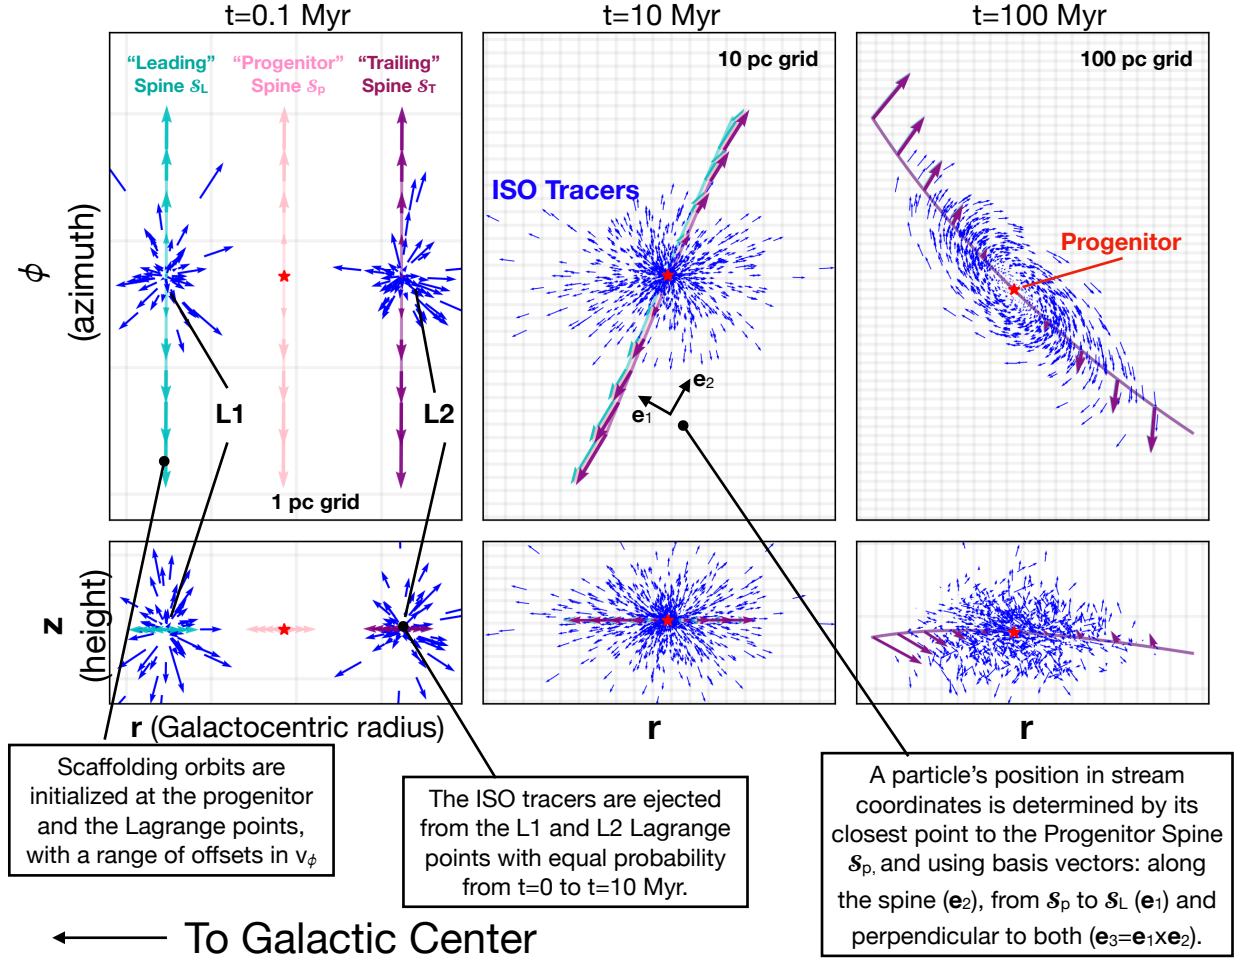 t=0.1 Myr
t=10 Myr
t=100 Myr
“Leading”
Spine 𝓢L
“Progenitor”
Spine 𝓢p
“Trailing”
Spine 𝓢T
10 pc grid
100 pc grid
ISO Tracers
Progenitor
ϕ
(azimuth)
L1
L2
e2
e1
1 pc grid
z
(height)
r (Galactocentric radius)
r
r
Scaffolding orbits are
initialized at the progenitor
and the Lagrange points,
with a range of offsets in vϕ
The ISO tracers are ejected
from the L1 and L2 Lagrange
points with equal probability
from t=0 to t=10 Myr.
A particle’s position in stream
coordinates is determined by its
closest point to the Progenitor Spine
𝓢p, and using basis vectors: along
the spine (e2), from 𝓢p to 𝓢L (e1) and
perpendicular to both (e3=e1xe2).
To Galactic Center